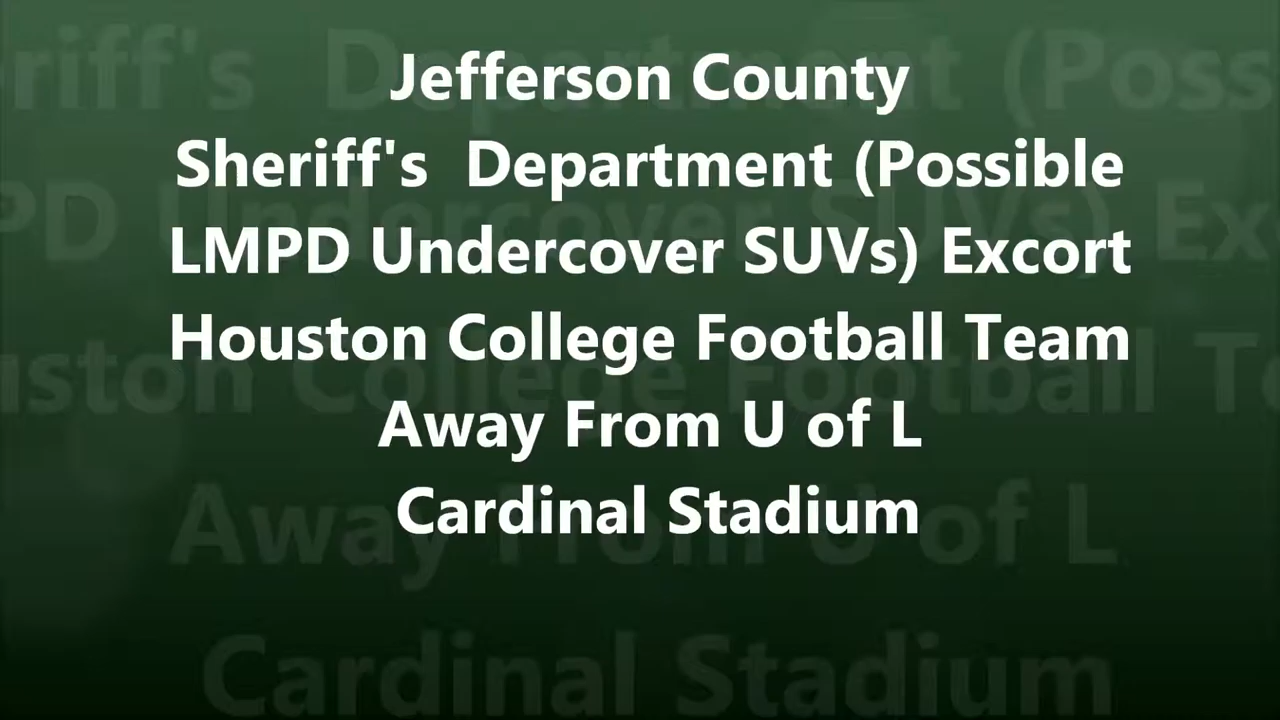 Jefferson County
Sheriff's  Department (Possible
LMPD Undercover SUVs) Excort
Houston College Football Team
Away From U of L
Cardinal Stadium